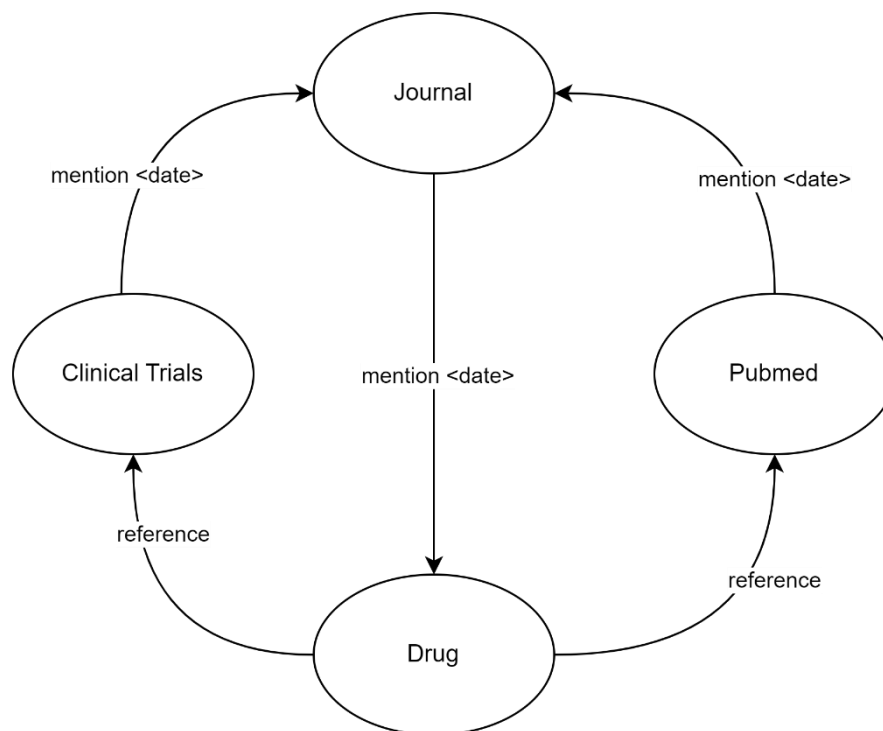 Journal
mention <date>
mention <date>
Clinical Trials
mention <date>
Pubmed
reference
reference
Drug